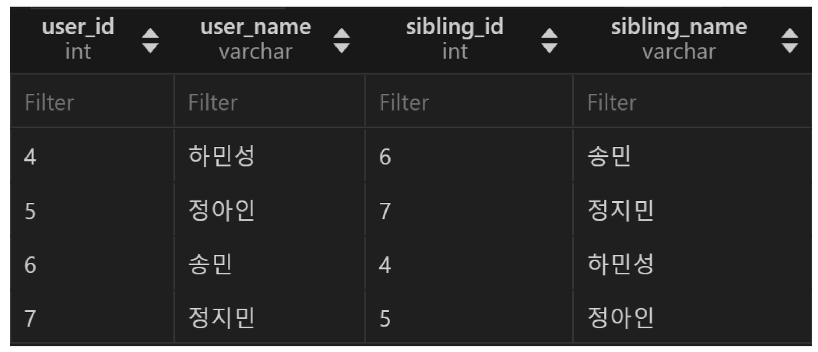 user_id user_name sibling_id sibling_name
int varchar int varchar
Filter Filter Filter Filter
4 하민성 6 송민
5 정아인 7 정지민
6 송민 4 하민성
7 정지민 5 정아인